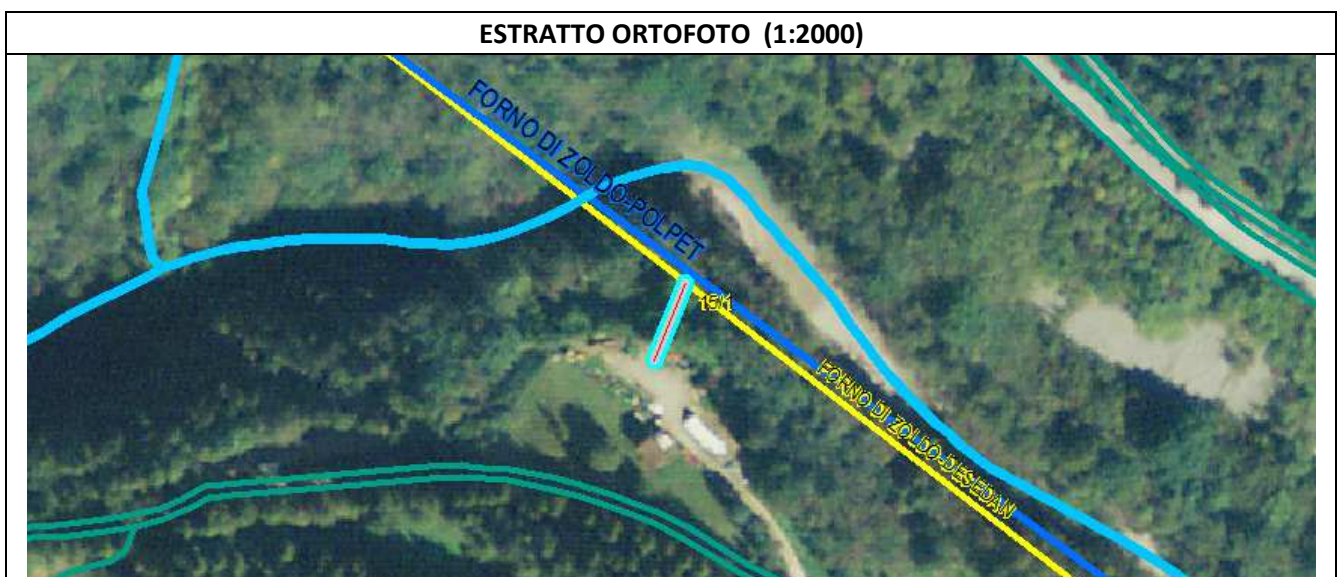 ESTRATTO ORTOFOTO (1:2000)
FORNO DI ZOLDO-POLPET
FORNO DI ZOLDO-DESEDAN